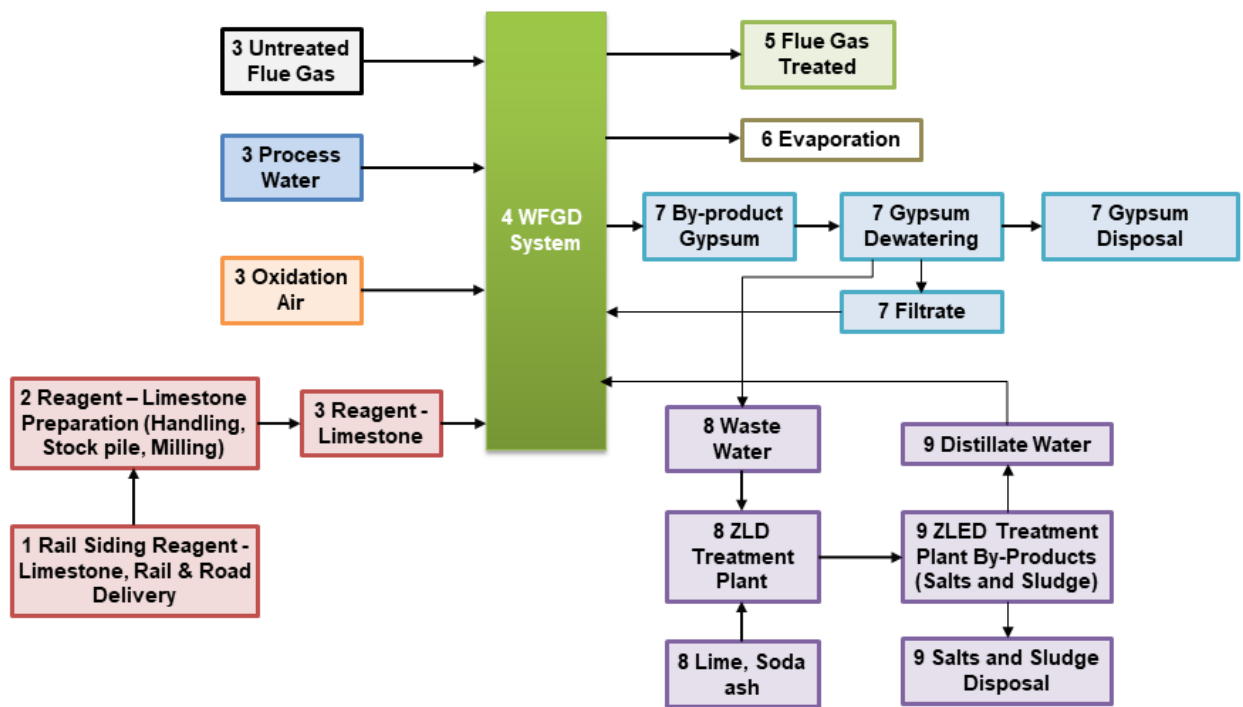 3 Untreated
Flue Gas
3 Process
Water
3 Oxidation
Air
2 Reagent – Limestone
Preparation (Handling,
Stock pile, Milling)
3 Reagent -
Limestone
1 Rail Siding Reagent -
Limestone, Rail & Road
Delivery
4 WFGD
System
5 Flue Gas
Treated
6 Evaporation
7 By-product
Gypsum
7 Gypsum
Dewatering
7 Gypsum
Disposal
7 Filtrate
8 Waste
Water
9 Distillate Water
8 ZLD
Treatment
Plant
9 ZLED Treatment
Plant By-Products
(Salts and Sludge)
8 Lime, Soda
ash
9 Salts and Sludge
Disposal